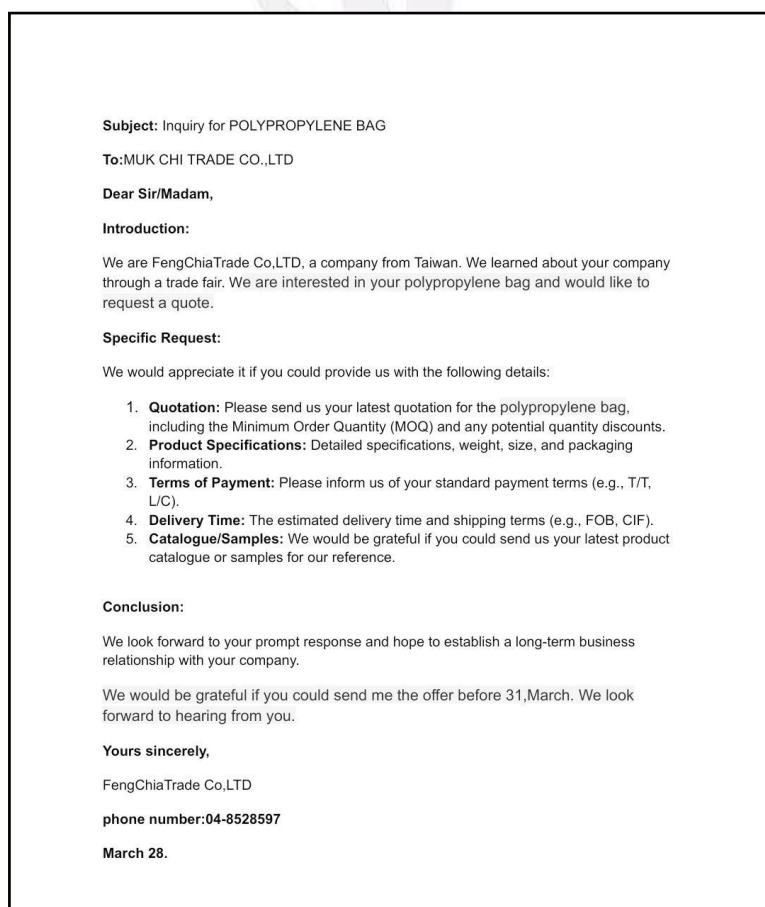 Subject: Inquiry for POLYPROPYLENE BAG
To:MUK CHI TRADE CO.,LTD
Dear Sir/Madam,
Introduction:
We are FengChiaTrade Co,LTD, a company from Taiwan. We learned about your company
through a trade fair. We are interested in your polypropylene bag and would like to
request a quote.
Specific Request:
We would appreciate it if you could provide us with the following details:
1. Quotation: Please send us your latest quotation for the polypropylene bag,
including the Minimum Order Quantity (MOQ) and any potential quantity discounts.
2. Product Specifications: Detailed specifications, weight, size, and packaging
information.
3. Terms of Payment: Please inform us of your standard payment terms (e.g., T/T,
L/C).
4. Delivery Time: The estimated delivery time and shipping terms (e.g., FOB, CIF).
5. Catalogue/Samples: We would be grateful if you could send us your latest product
catalogue or samples for our reference.
Conclusion:
We look forward to your prompt response and hope to establish a long-term business
relationship with your company.
We would be grateful if you could send me the offer before 31,March. We look
forward to hearing from you.
Yours sincerely,
FengChiaTrade Co,LTD
phone number:04-8528597
March 28.